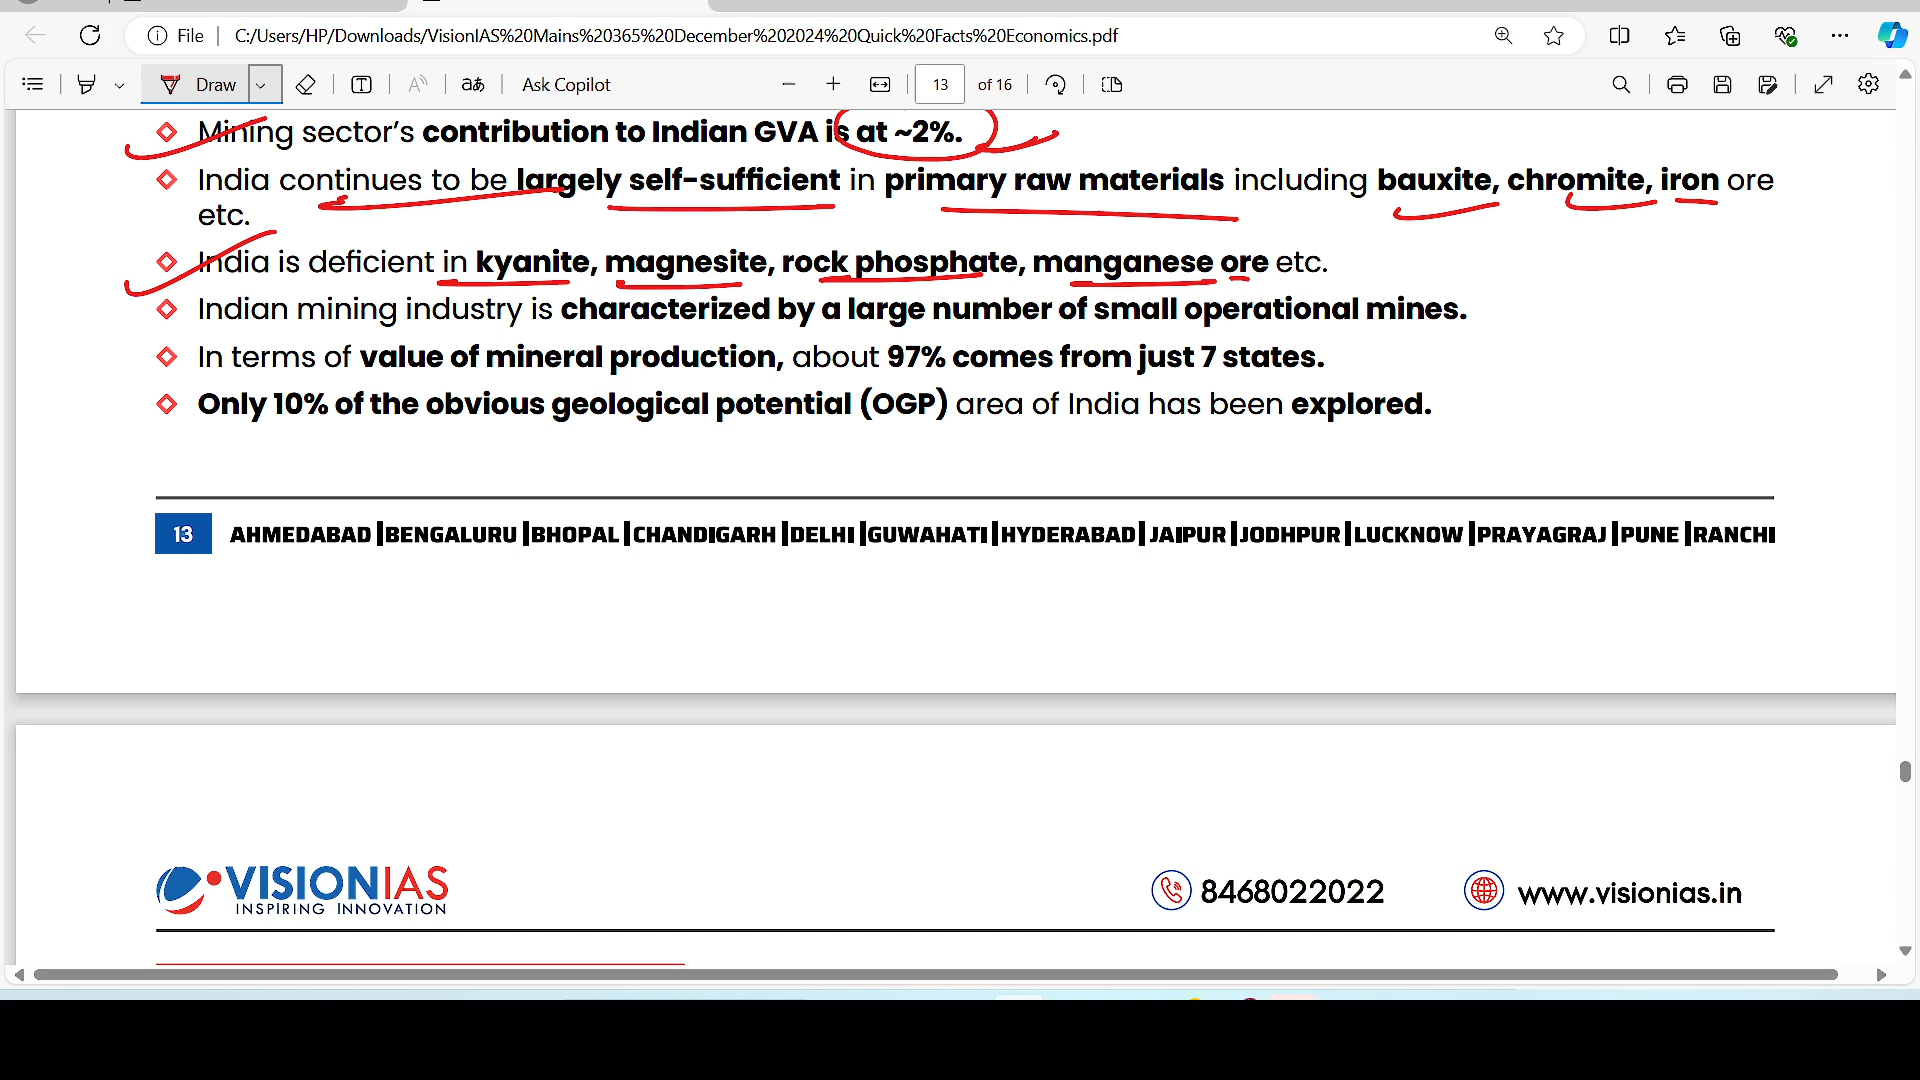 File
C:/Users/HP/Downloads/VisionIAS%20Mains%20365%20December%202024%20Quick%20Facts%20Economics.pdf
Draw
T
A
aあ
Ask Copilot
13
of 16
Mining sector's contribution to Indian GVA is at ~2%.
India continues to be largely self-sufficient in primary raw materials including bauxite, chromite, iron ore
etc.
India is deficient in kyanite, magnesite, rock phosphate, manganese ore etc.
Indian mining industry is characterized by a large number of small operational mines.
In terms of value of mineral production, about 97% comes from just 7 states.
Only 10% of the obvious geological potential (OGP) area of India has been explored.
13 AHMEDABAD | BENGALURU | BHOPAL | CHANDIGARH | DELHI | GUWAHATI | HYDERABAD | JAIPUR | JODHPUR | LUCKNOW | PRAYAGRAJ | PUNE | RANCHI
VISIONIAS
INSPIRING INNOVATION
8468022022
www.visionias.in